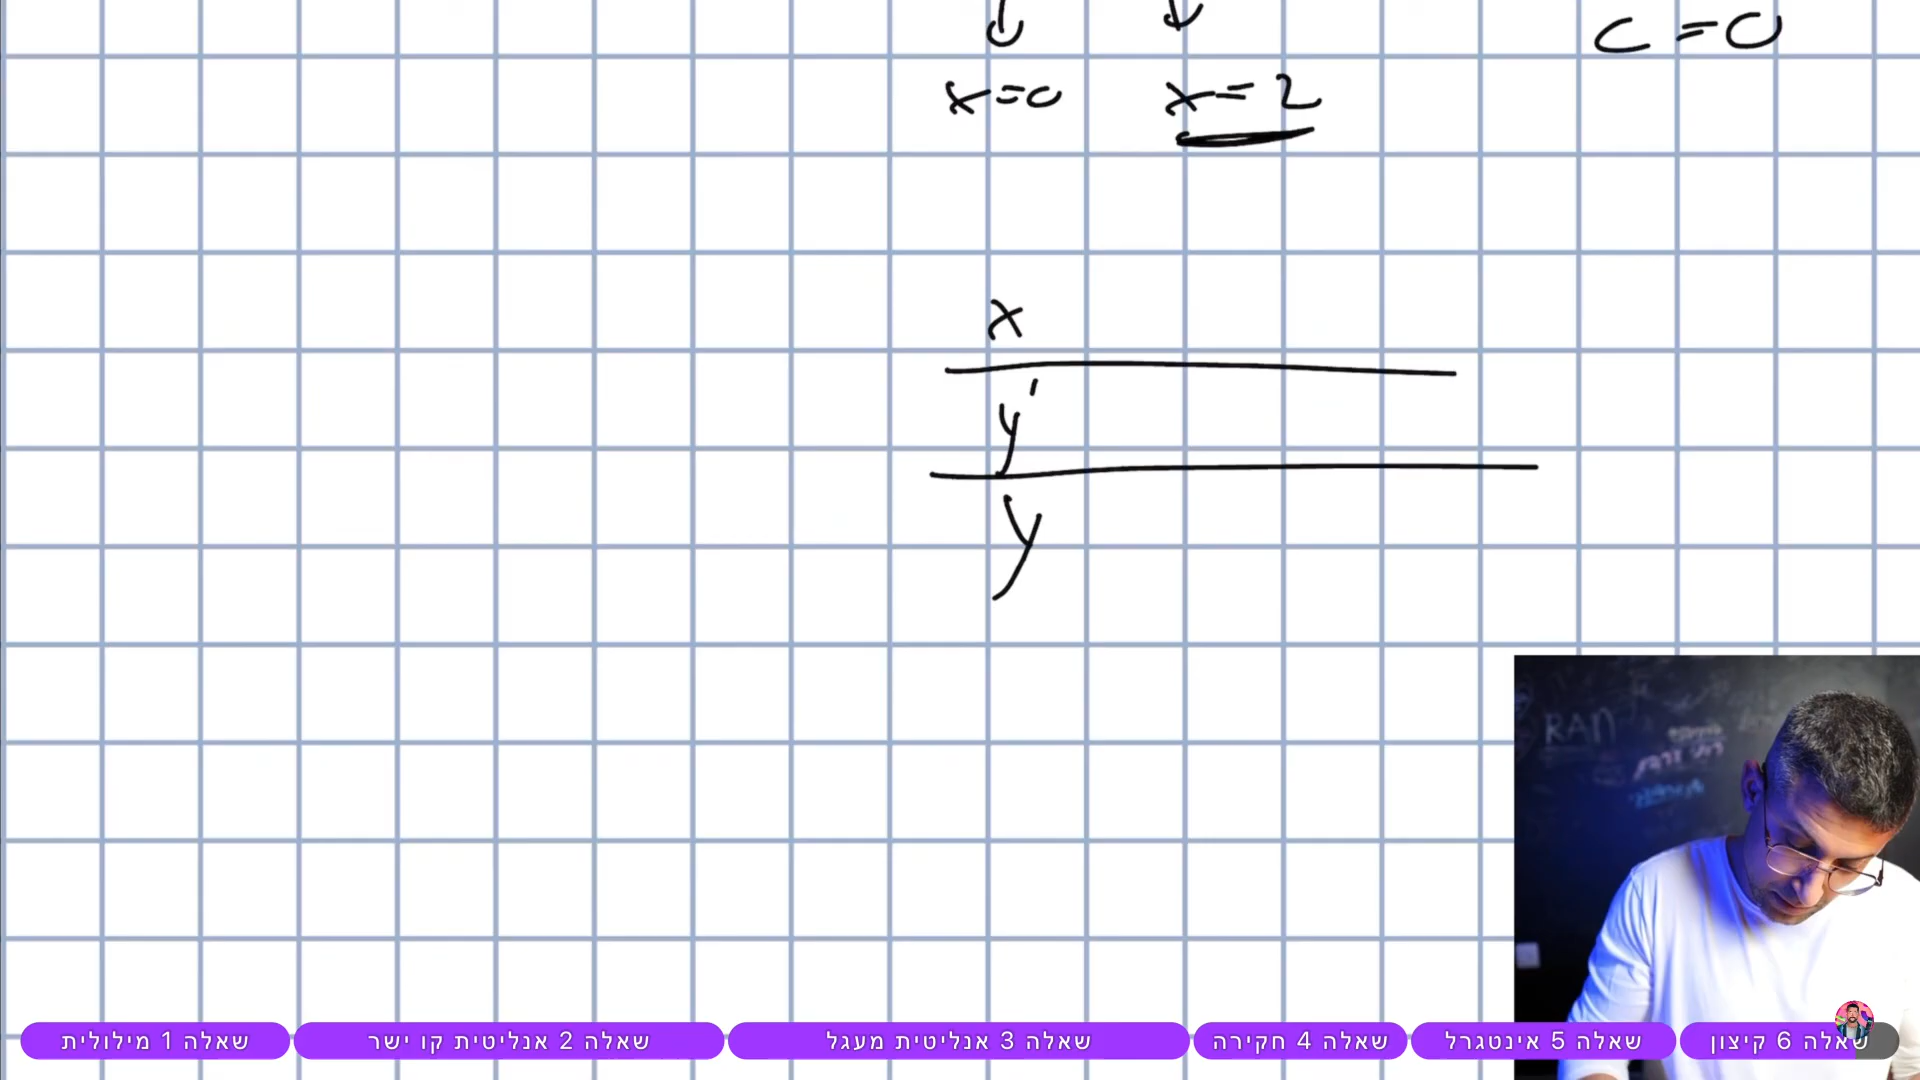 c = 0
x = 0 x = 2
x
y'
y
RAN
שאלה 1 מילולית
שאלה 2 אנליטית קו ישר
שאלה 3 אנליטית מעגל
שאלה 4 חקירה
שאלה 5 אינטגרל
שאלה 6 קיצון